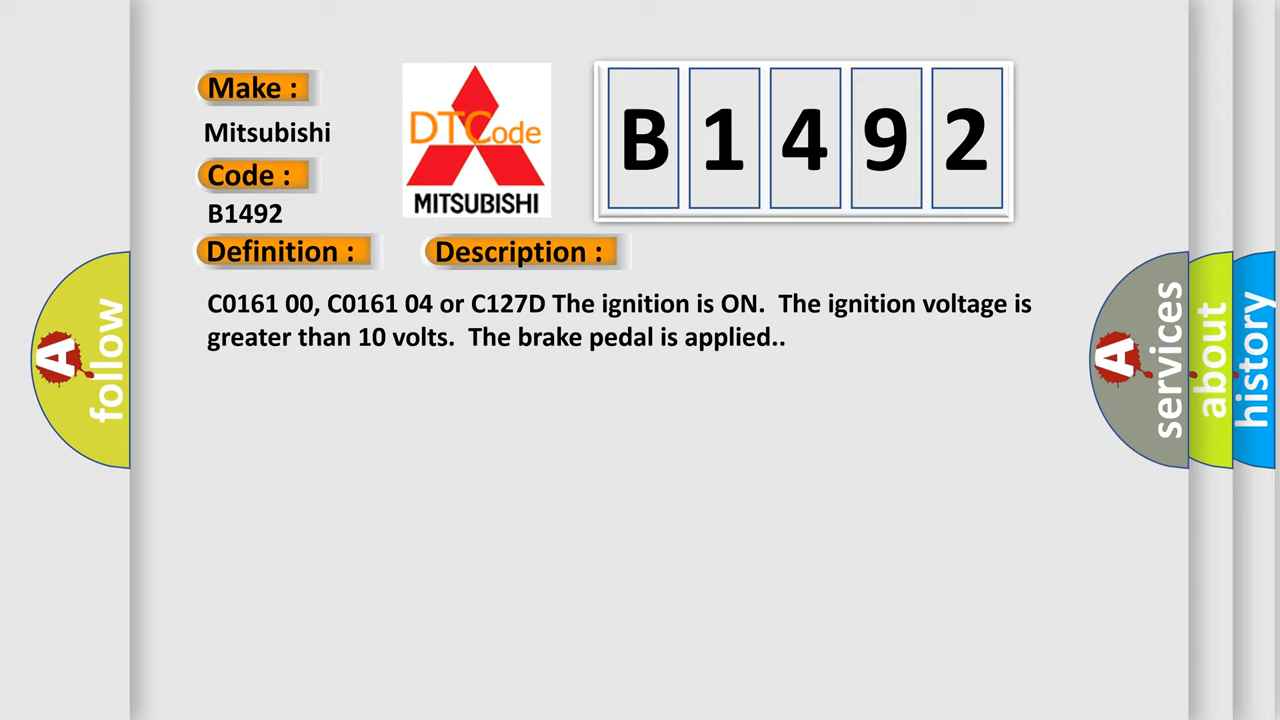 Make :
Mitsubishi
Code :
B1492
Definition :
Description :
C0161 00, C0161 04 or C127D The ignition is ON.  The ignition voltage is
greater than 10 volts.  The brake pedal is applied..
DTCode
MITSUBISHI
B 1 4 9 2
A follow
A services
about
history